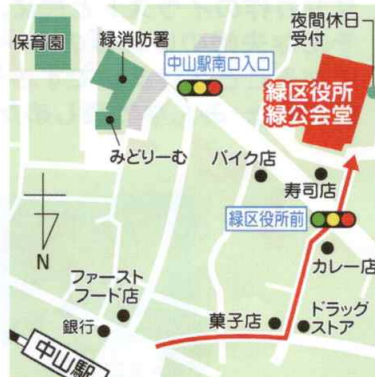 保育園
緑消防署
中山駅南口入口
夜間休日
受付
緑区役所
緑公会堂
みどりーむ
バイク店
寿司店
緑区役所前
カレー店
N
ファースト
フード店
銀行
菓子店
ドラッグ
ストア
中山駅